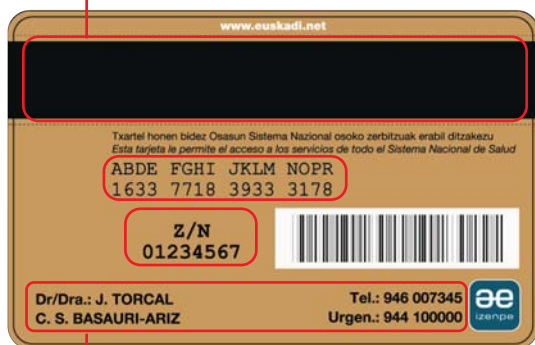 www.euskadi.net
Txartel honen bidez Osasun Sistema Nazional osoko zerbitzuak erabil ditzakezu
Esta tarjeta le permite el acceso a los servicios de todo el Sistema Nacional de Salud
ABDE FGHI JKLM NOPR
1633 7718 3933 3178
Z/N
01234567
Dr/Dra.: J. TORCAL Tel.: 946 007345
C. S. BASAURI-ARIZ Urgen.: 944 100000
izenpe